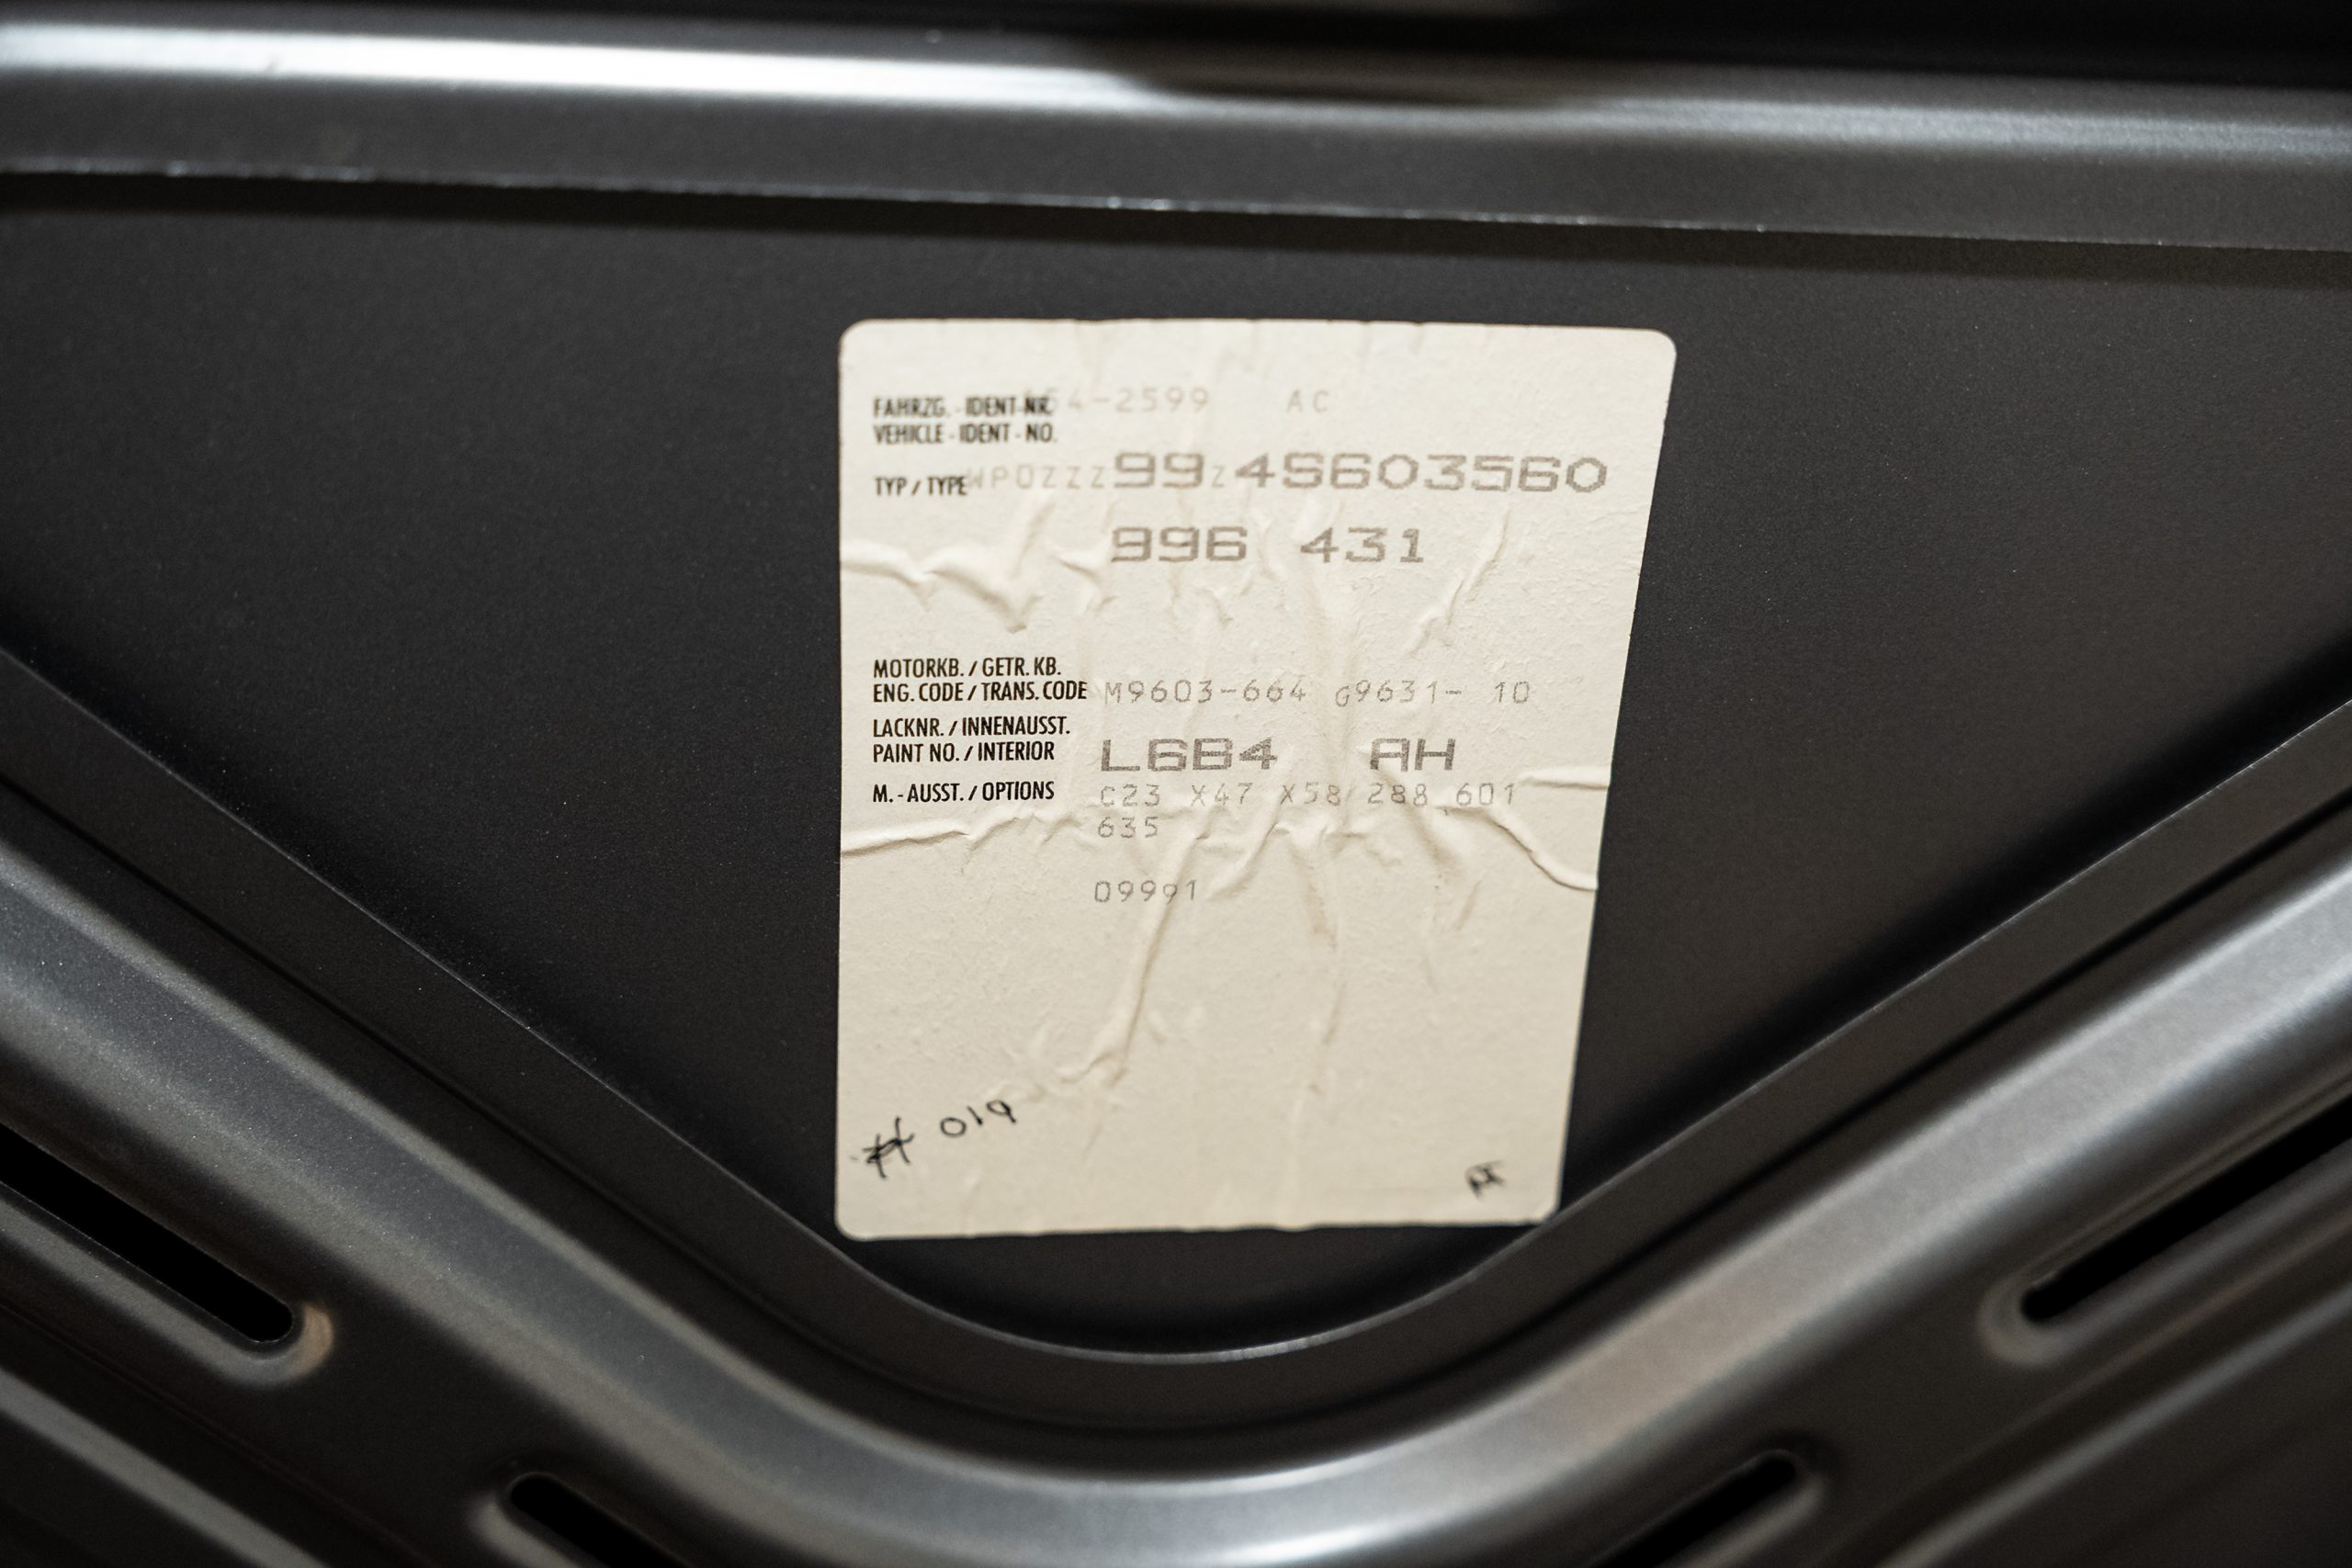 54-2599 AC
FAHRZG. - IDENT-NR.
VEHICLE - IDENT - NO.
TYP / TYPE WP0ZZZ99Z4S603560
996 431
MOTORKB. / GETR. KB.
ENG. CODE / TRANS. CODE M9603-664 G9631- 10
LACKNR. / INNENAUSST.
PAINT NO. / INTERIOR L6B4 AH
M. - AUSST. / OPTIONS C23 X47 X58 288 601
635
09991
# 019